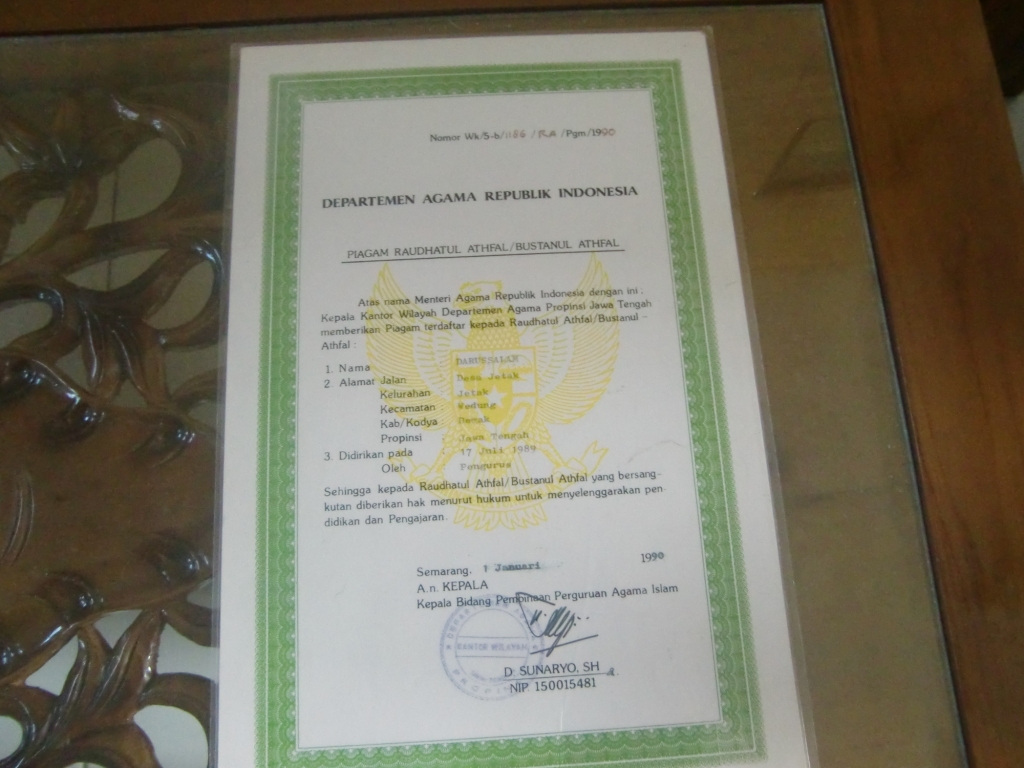 Nomor Wk/5-b/1186 / RA /Pgm/1990
DEPARTEMEN AGAMA REPUBLIK INDONESIA
PIAGAM RAUDHATUL ATHFAL/BUSTANUL ATHFAL
Atas nama Menteri Agama Republik Indonesia dengan ini ;
Kepala Kantor Wilayah Departemen Agama Propinsi Jawa Tengah
memberikan Piagam terdaftar kepada Raudhatul Athfal/Bustanul -
Athfal :
1. Nama : DARUSSALAM
2. Alamar Jalan : Desa Jetak
Kelurahan : Jetak
Kecamatan : Wedung
Kab/Kodya : Demak
Propinsi : Jawa Tengah
3. Didirikan pada : 17 Juli 1989
Oleh : Pengurus
Sehingga kepada Raudhatul Athfal/Bustanul Athfal yang bersang-
kutan diberikan hak menurut hukum untuk menyelenggarakan pen-
didikan dan Pengajaran.
Semarang, 1 Januari 1990
A.n. KEPALA
Kepala Bidang Pembinaan Perguruan Agama Islam
KANTOR WILAYAH
D. SUNARYO, SH
NIP. 150015481